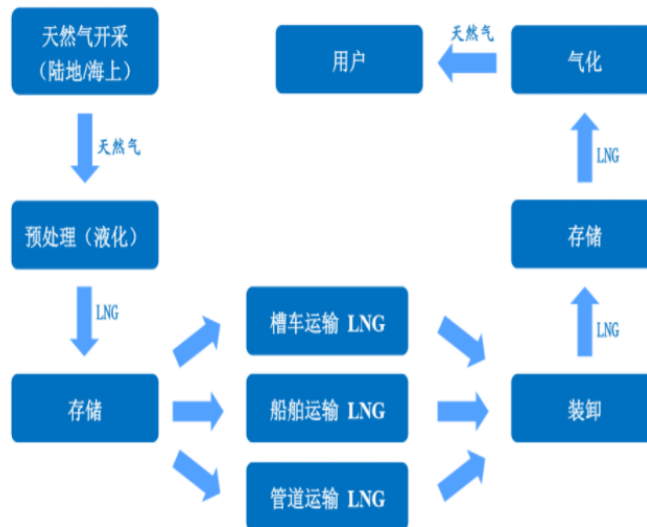 天然气开采
（陆地/海上）
天然气
预处理（液化）
LNG
存储
槽车运输 LNG
船舶运输 LNG
管道运输 LNG
装卸
LNG
存储
LNG
气化
天然气
用户